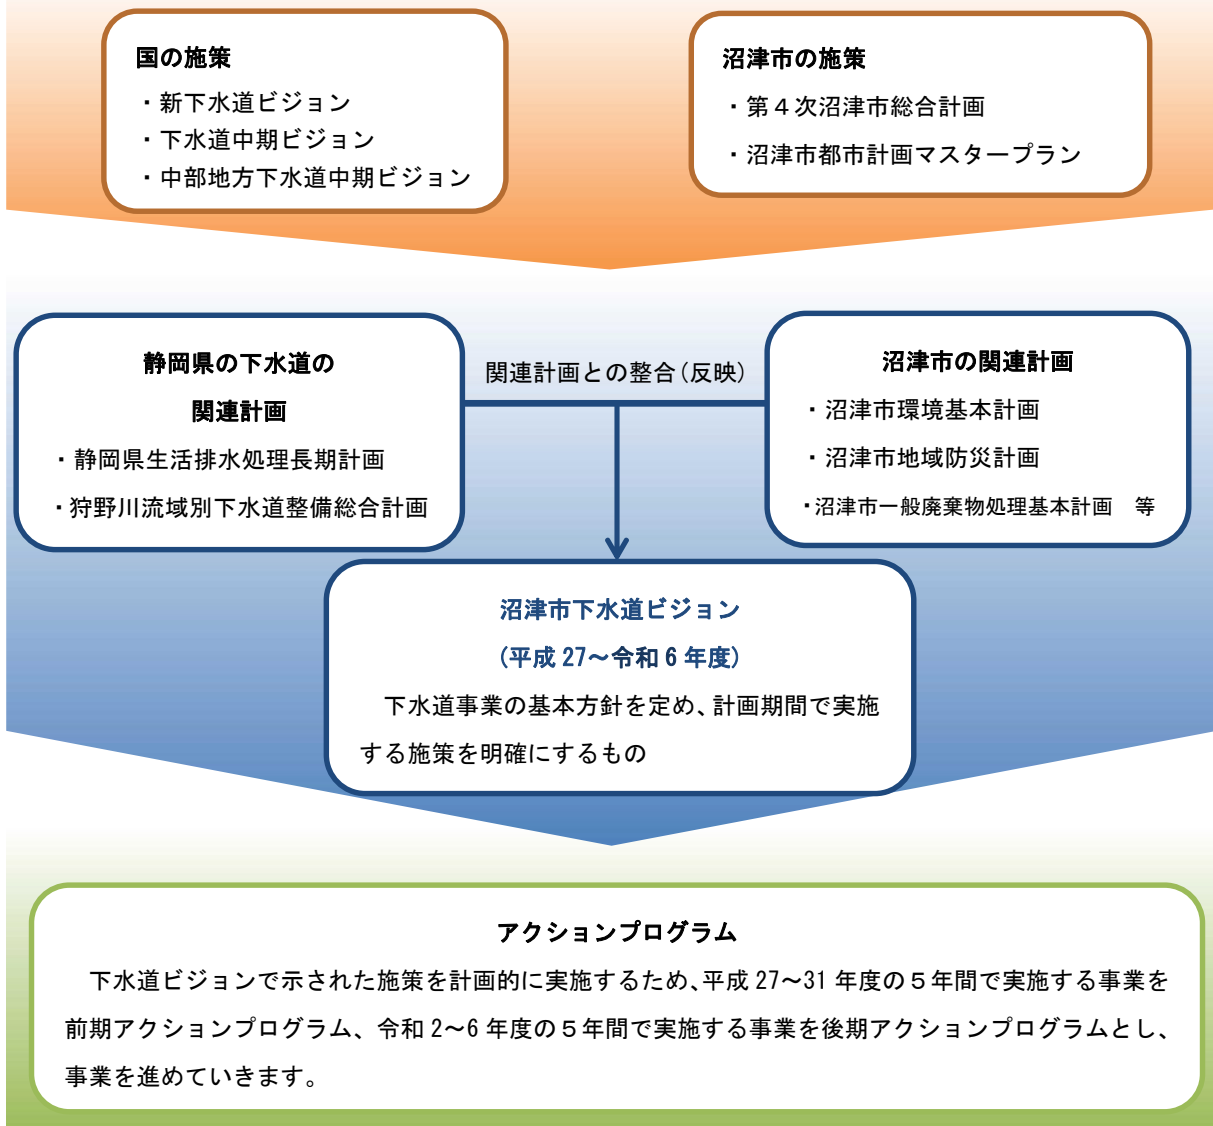 国の施策
・新下水道ビジョン
・下水道中期ビジョン
・中部地方下水道中期ビジョン
沼津市の施策
・第４次沼津市総合計画
・沼津市都市計画マスタープラン
静岡県の下水道の
関連計画
・静岡県生活排水処理長期計画
・狩野川流域別下水道整備総合計画
関連計画との整合(反映)
沼津市の関連計画
・沼津市環境基本計画
・沼津市地域防災計画
・沼津市一般廃棄物処理基本計画　等
沼津市下水道ビジョン
(平成 27～令和 6 年度)
下水道事業の基本方針を定め、計画期間で実施
する施策を明確にするもの
アクションプログラム
下水道ビジョンで示された施策を計画的に実施するため、平成 27～31 年度の５年間で実施する事業を
前期アクションプログラム、令和 2～6 年度の５年間で実施する事業を後期アクションプログラムとし、
事業を進めていきます。